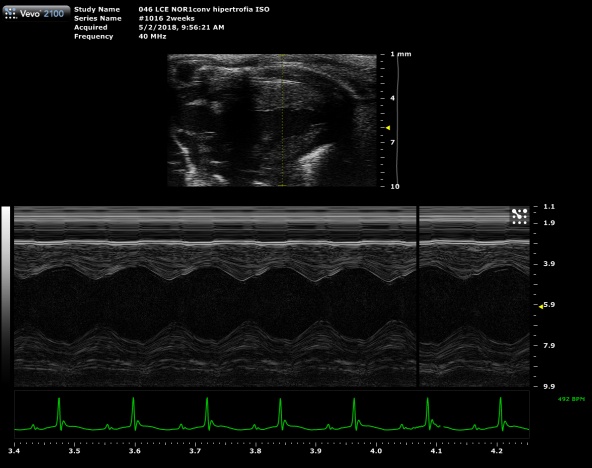 Vevo 2100
Study Name 046 LCE NOR1conv hipertrofia ISO
Series Name #1016 2weeks
Acquired 5/2/2018, 9:56:21 AM
Frequency 40 MHz
1 mm
4
7
10
1.1
1.9
3.9
5.9
7.9
9.9
492 BPM
3.4 3.5 3.6 3.7 3.8 3.9 4.0 4.1 4.2